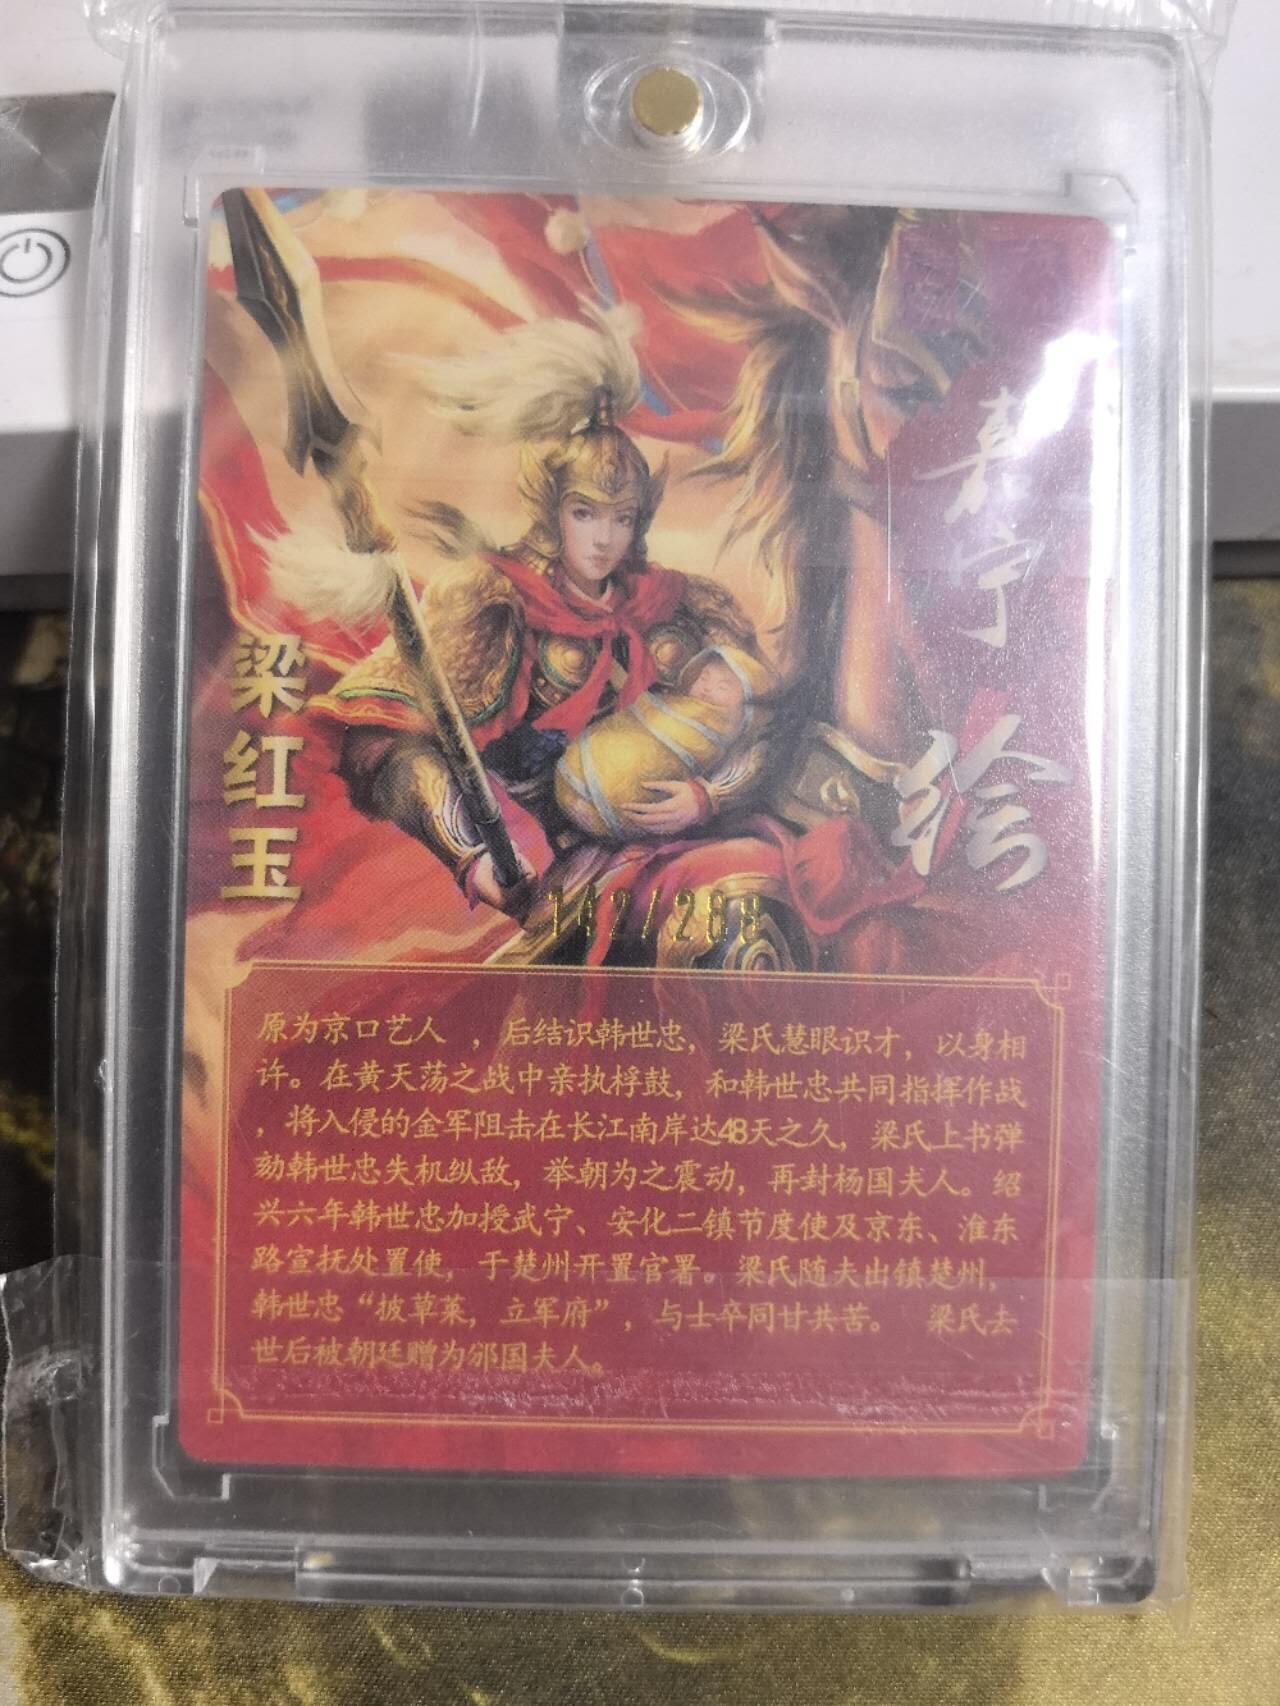 梁红玉
宁
绘
142/288
原为京口艺人 ，后结识韩世忠，梁氏慧眼识才，以身相
许。在黄天荡之战中亲执桴鼓，和韩世忠共同指挥作战
，将入侵的金军阻击在长江南岸达48天之久，梁氏上书弹
劾韩世忠失机纵敌，举朝为之震动，再封杨国夫人。绍
兴六年韩世忠加授武宁、安化二镇节度使及京东、淮东
路宣抚处置使，于楚州开置官署。梁氏随夫出镇楚州，
韩世忠“披草莱，立军府”，与士卒同甘共苦。 梁氏去
世后被朝廷赠为邠国夫人。